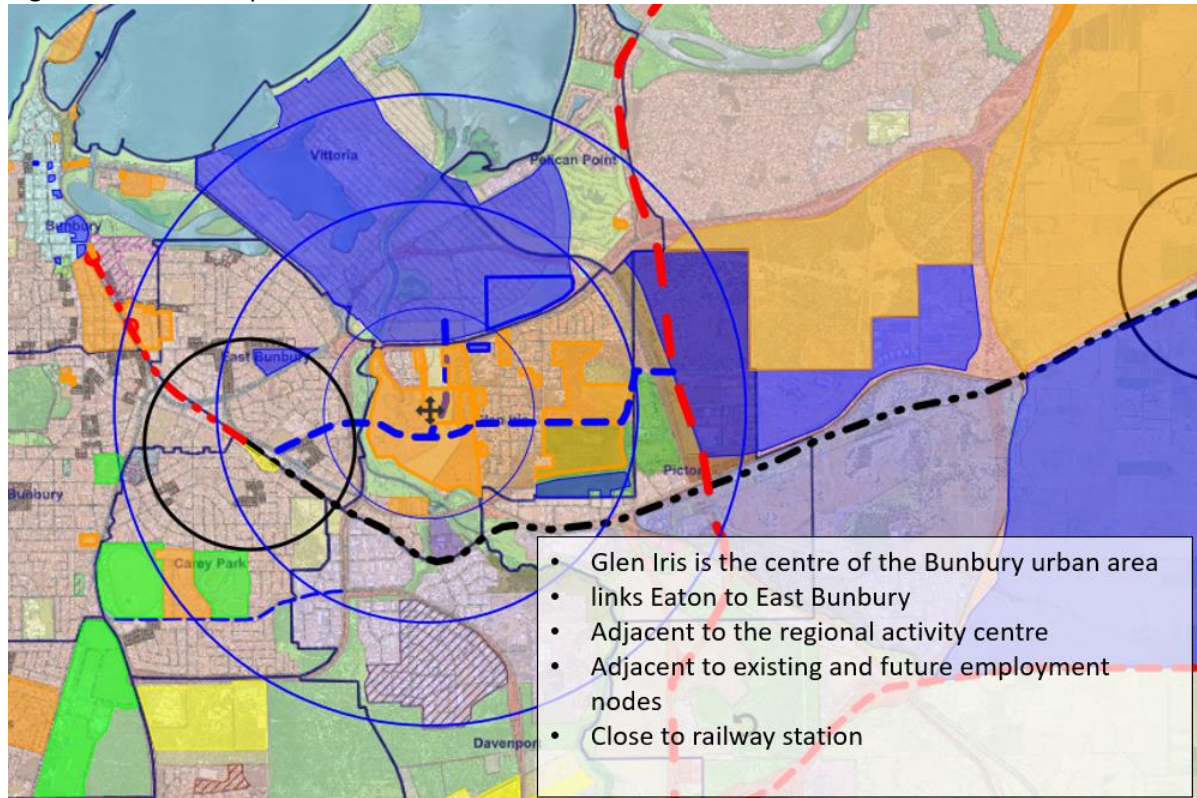 Vittoria
Pelican Point
Bunbury
East Bunbury
Glen Iris
Picton
Bunbury
Carey Park
Davenport
• Glen Iris is the centre of the Bunbury urban area
• links Eaton to East Bunbury
• Adjacent to the regional activity centre
• Adjacent to existing and future employment
nodes
• Close to railway station